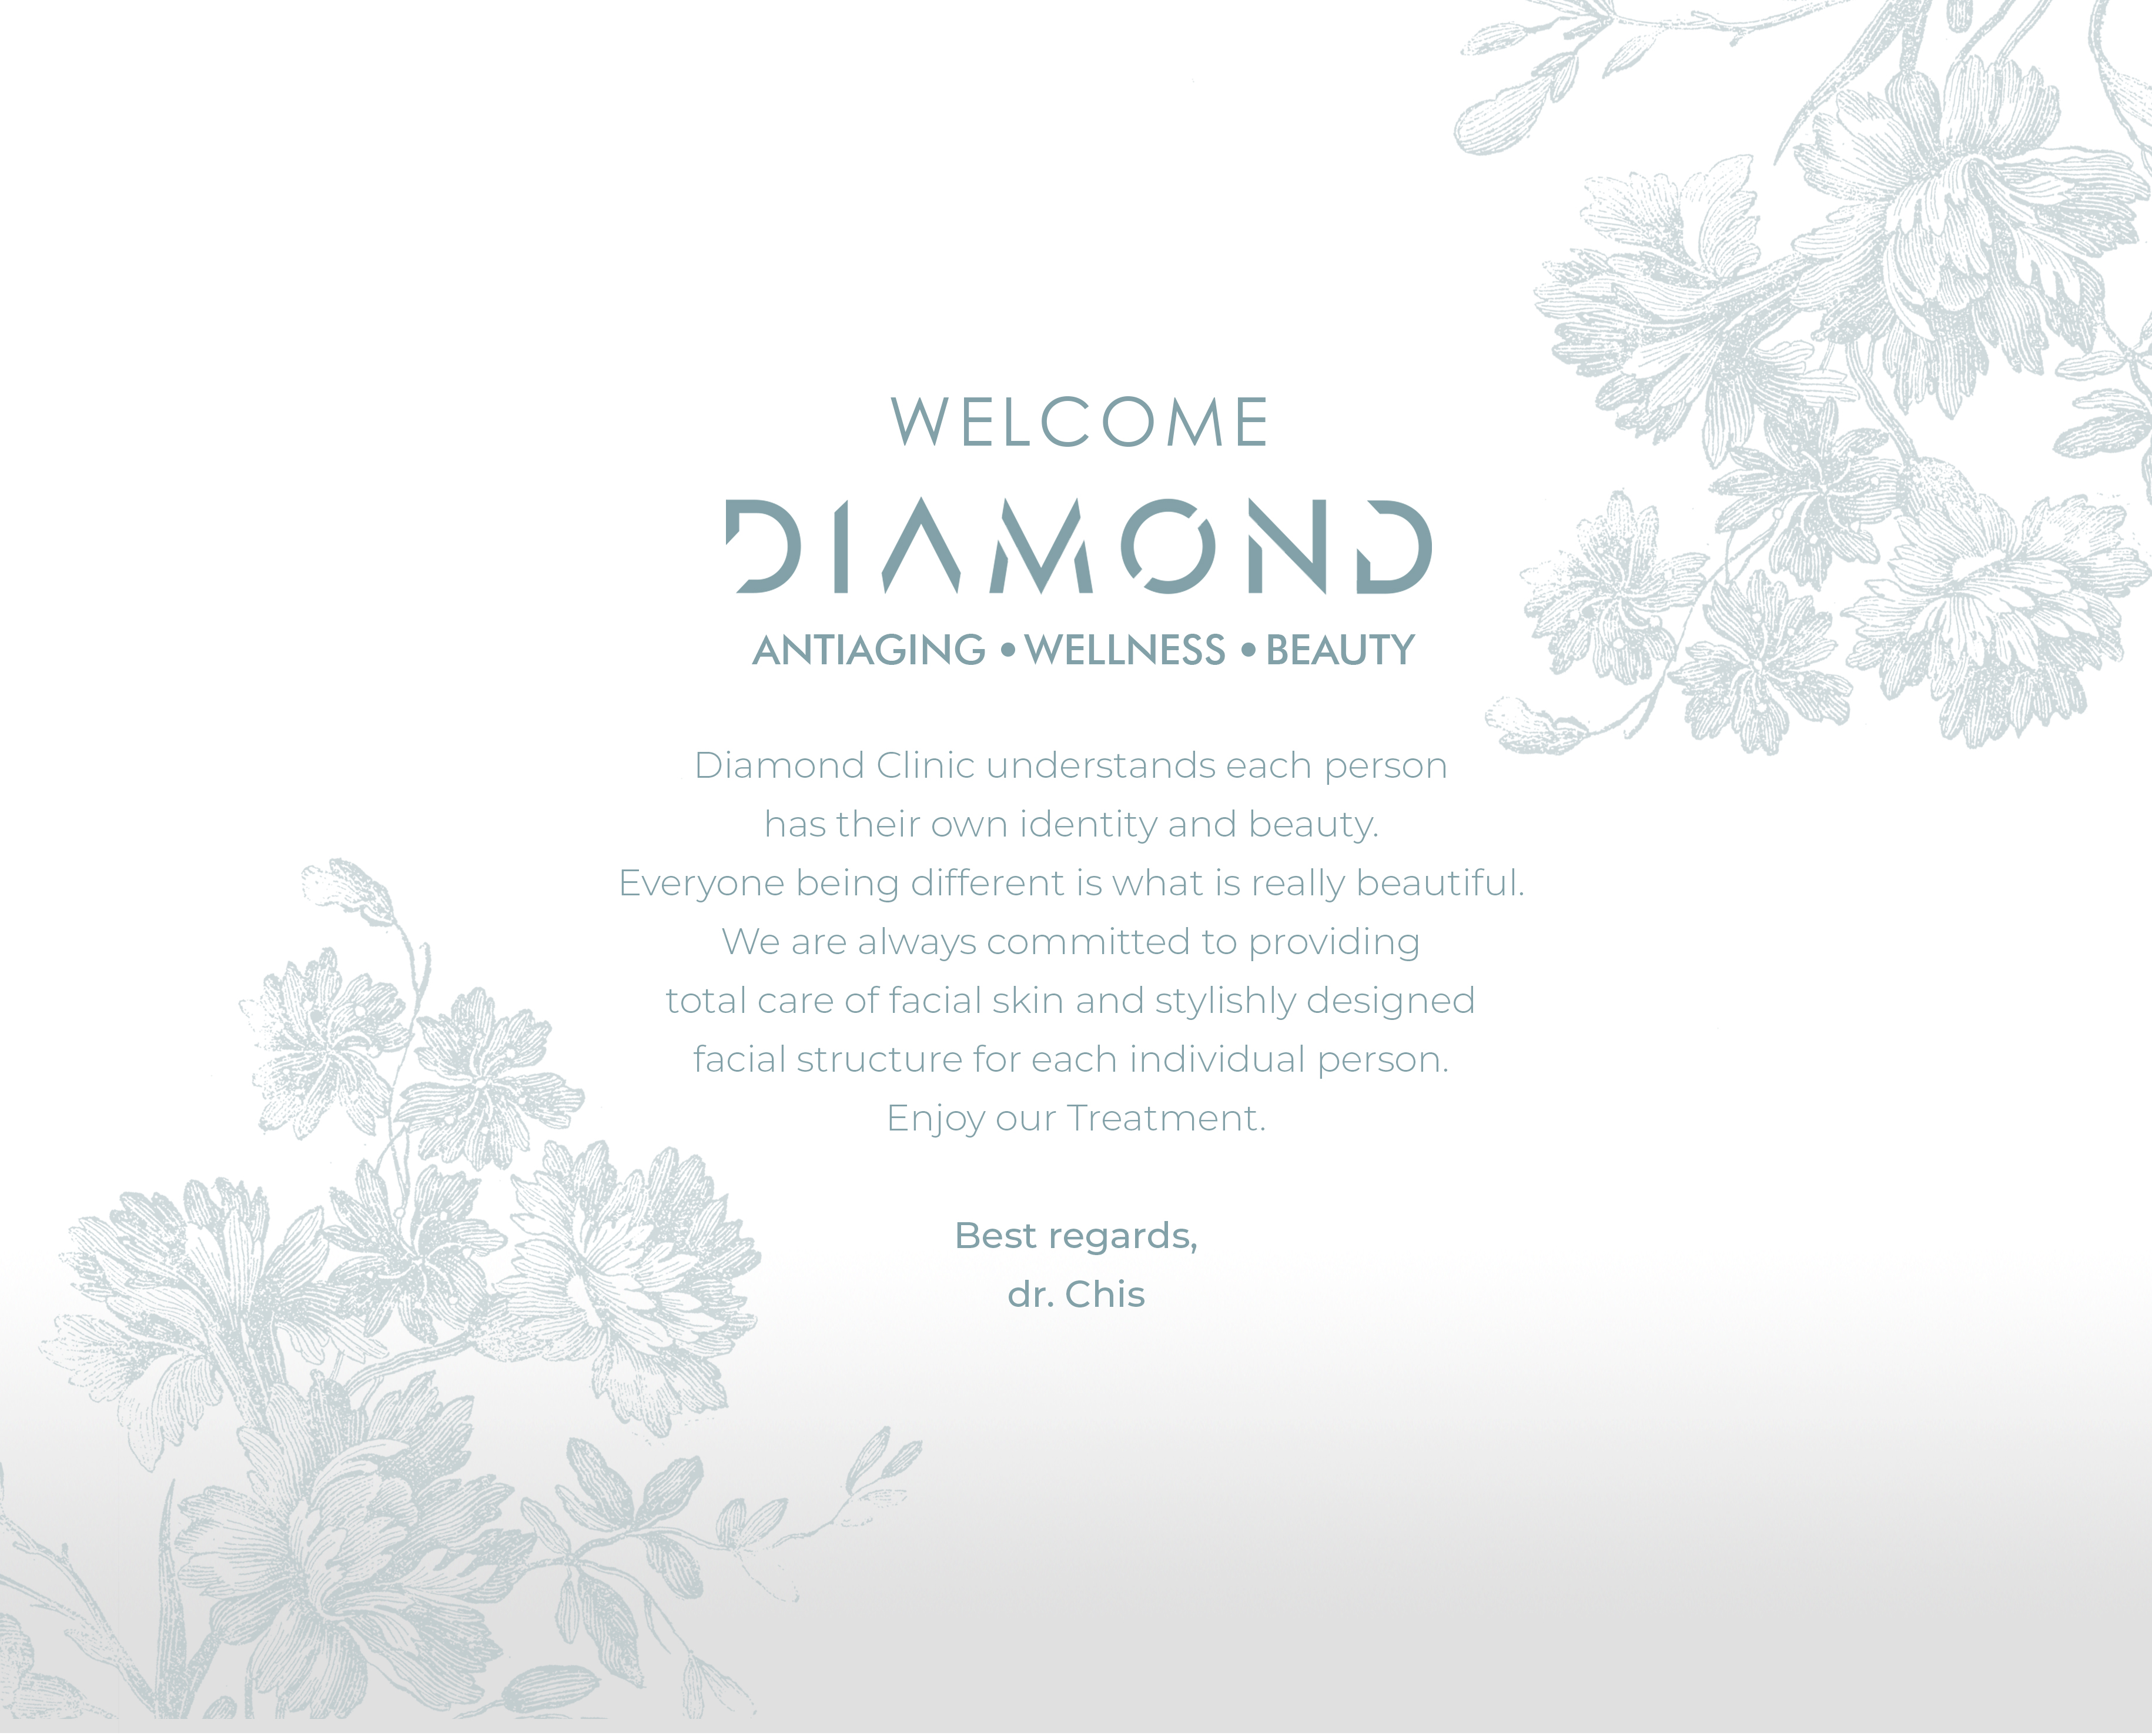 WELCOME
DIAMOND
ANTIAGING • WELLNESS • BEAUTY
Diamond Clinic understands each person
has their own identity and beauty.
Everyone being different is what is really beautiful.
We are always committed to providing
total care of facial skin and stylishly designed
facial structure for each individual person.
Enjoy our Treatment.
Best regards,
dr. Chis